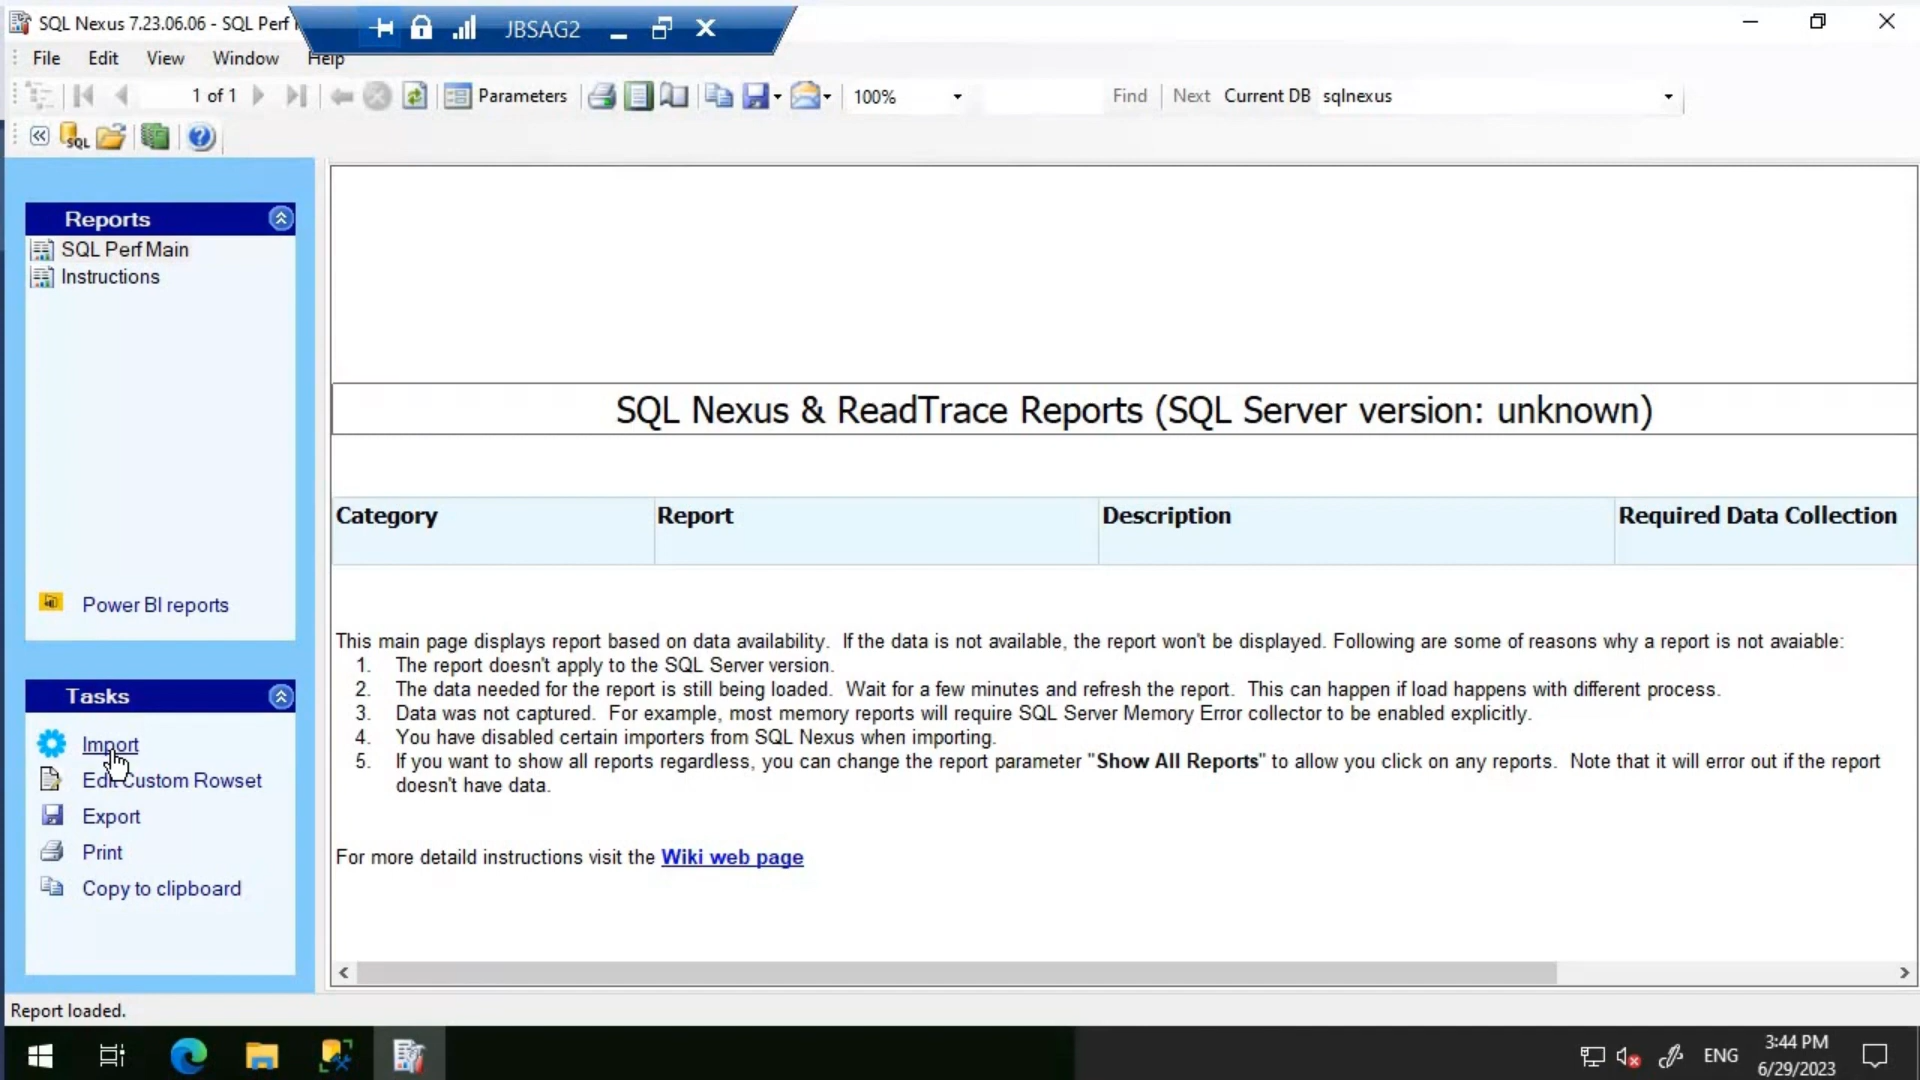 SQL Nexus 7.23.06.06 - SQL Perf
JBSAG2
File Edit View Window Help
1 of 1 Parameters 100% Find Next Current DB sqlnexus
SQL
Reports
SQL Perf Main
Instructions
Power BI reports
Tasks
Import
Edit Custom Rowset
Export
Print
Copy to clipboard
SQL Nexus & ReadTrace Reports (SQL Server version: unknown)
Category Report Description Required Data Collection
This main page displays report based on data availability. If the data is not available, the report won't be displayed. Following are some of reasons why a report is not avaiable:
1. The report doesn't apply to the SQL Server version.
2. The data needed for the report is still being loaded. Wait for a few minutes and refresh the report. This can happen if load happens with different process.
3. Data was not captured. For example, most memory reports will require SQL Server Memory Error collector to be enabled explicitly.
4. You have disabled certain importers from SQL Nexus when importing.
5. If you want to show all reports regardless, you can change the report parameter "Show All Reports" to allow you click on any reports. Note that it will error out if the report
doesn't have data.
For more detaild instructions visit the Wiki web page
Report loaded.
ENG
3:44 PM
6/29/2023